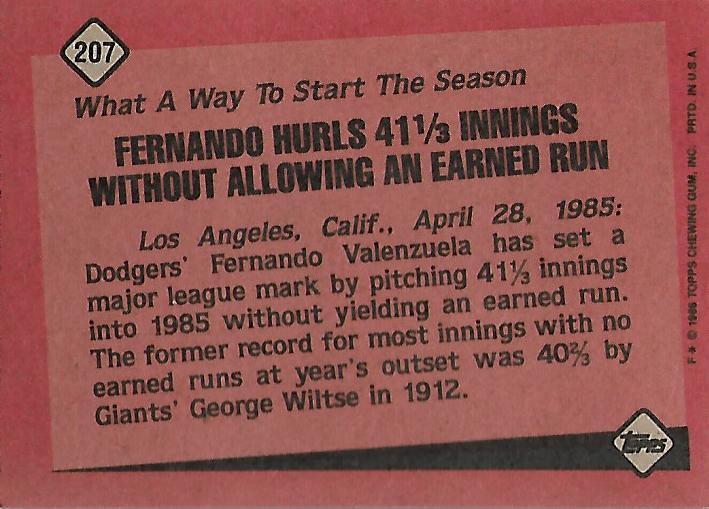 207
What A Way To Start The Season
FERNANDO HURLS 41⅓ INNINGS
WITHOUT ALLOWING AN EARNED RUN
Los Angeles, Calif., April 28, 1985:
Dodgers' Fernando Valenzuela has set a
major league mark by pitching 41⅓ innings
into 1985 without yielding an earned run.
The former record for most innings with no
earned runs at year's outset was 40⅔ by
Giants' George Wiltse in 1912.
Topps
F * © 1986 TOPPS CHEWING GUM, INC. PRTD. IN U.S.A.